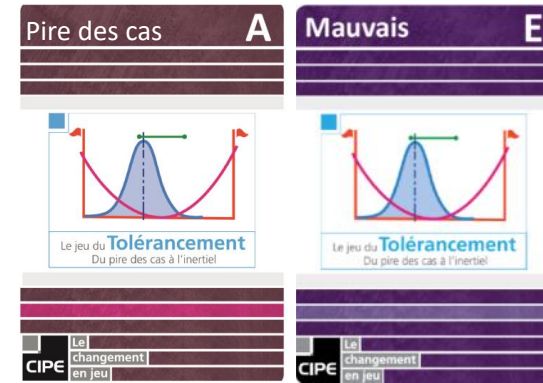 Pire des cas A
Le jeu du Tolérancement
Du pire des cas à l'inertiel
CIPE
Le
changement
en jeu
Mauvais E
Le jeu du Tolérancement
Du pire des cas à l'inertiel
CIPE
Le
changement
en jeu